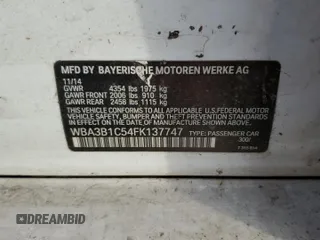 MFD BY BAYERISCHE MOTOREN WERKE AG
11/14
GVWR 4354 lbs 1975 kg
GAWR FRONT 2006 lbs 910 kg
GAWR REAR 2458 lbs 1115 kg
THIS VEHICLE CONFORMS TO ALL APPLICABLE U.S. FEDERAL MOTOR
VEHICLE SAFETY, BUMPER, AND THEFT PREVENTION STANDARDS
IN EFFECT ON THE DATE OF MANUFACTURE SHOWN ABOVE.
WBA3B1C54FK137747 TYPE: PASSENGER CAR
320i
DREAMBID